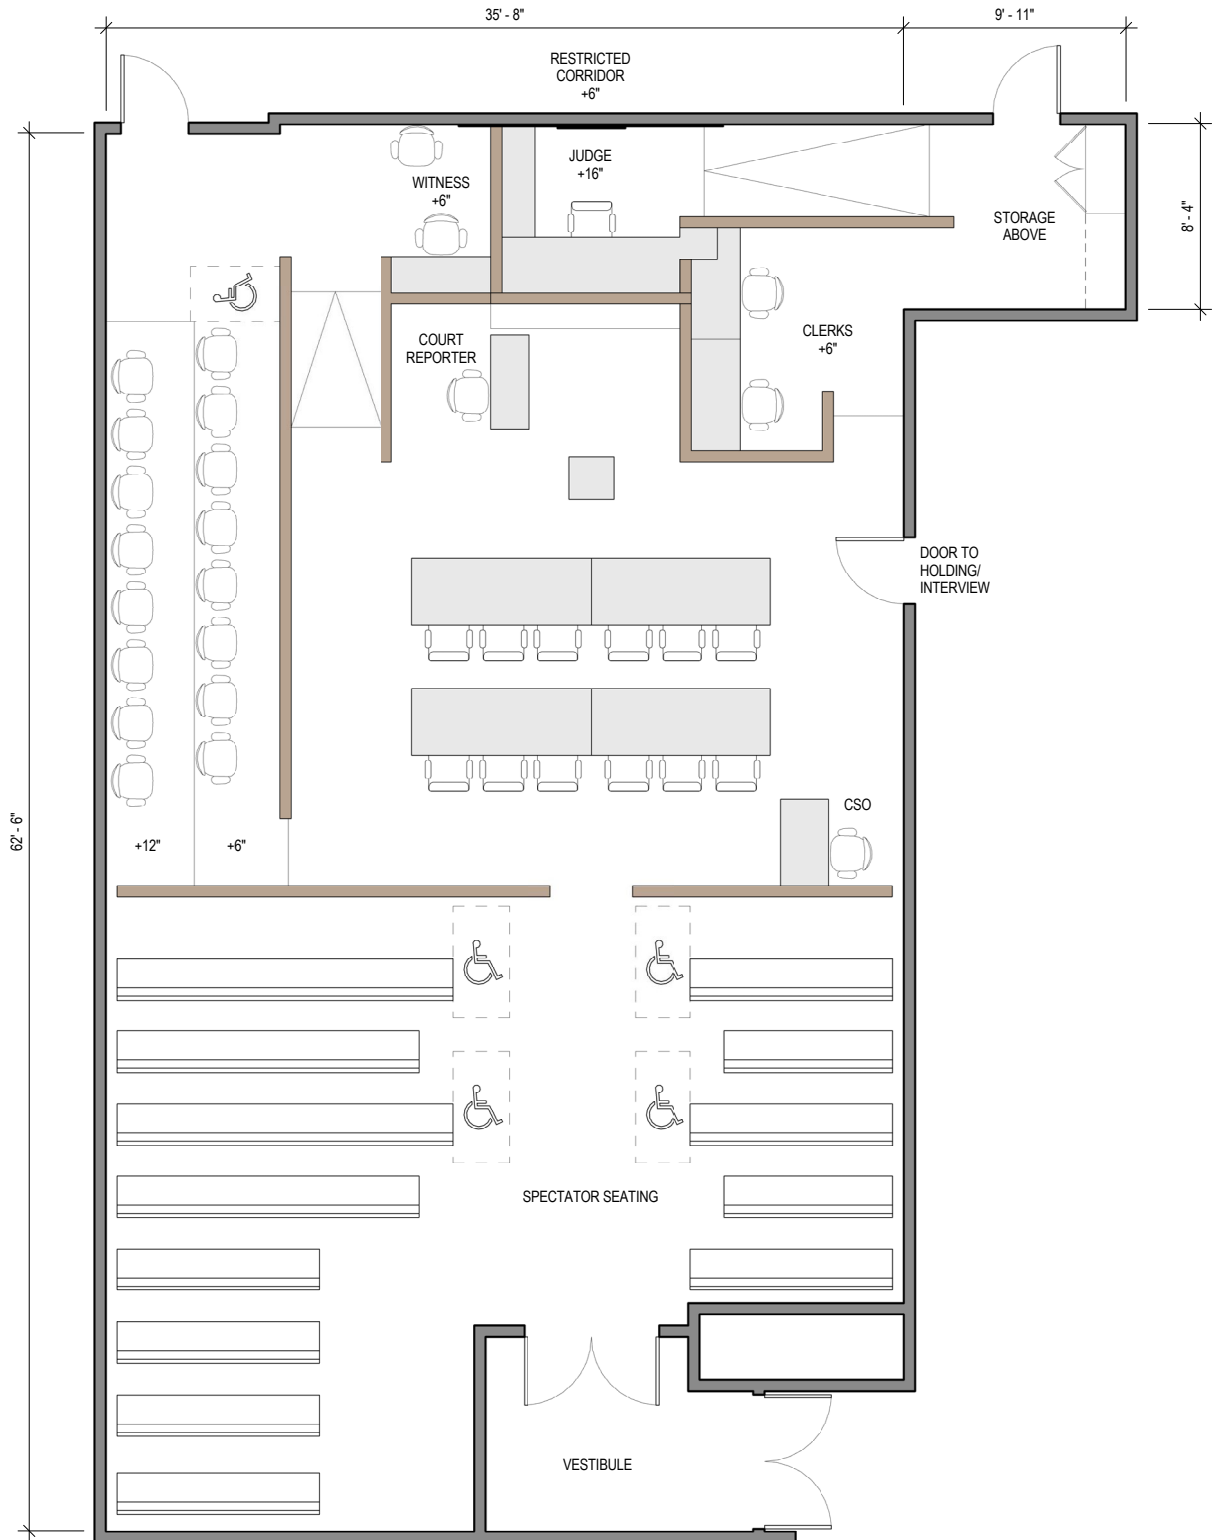 35' - 8"
9' - 11"
RESTRICTED
CORRIDOR
+6"
JUDGE
+16"
WITNESS
+6"
STORAGE
ABOVE
8' - 4"
COURT
REPORTER
CLERKS
+6"
DOOR TO
HOLDING/
INTERVIEW
CSO
62' - 6"
+12"
+6"
SPECTATOR SEATING
VESTIBULE